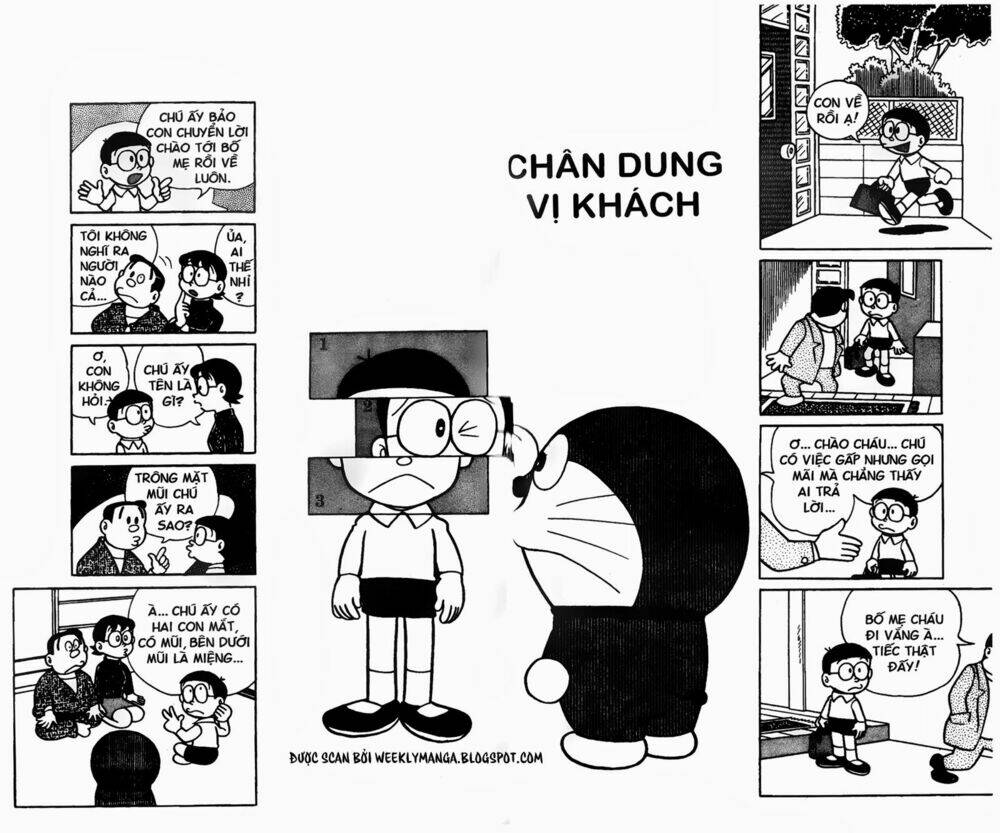 CHÂN DUNG
VỊ KHÁCH
CON VỀ
RỒI Ạ!
Ơ... CHÀO CHÁU... CHÚ
CÓ VIỆC GẤP NHƯNG GỌI
MÃI MÀ CHẲNG THẤY
AI TRẢ
LỜI...
BỐ MẸ CHÁU
ĐI VẮNG À...
TIẾC THẬT
ĐẤY!
1
2
3
ĐƯỢC SCAN BỞI WEEKLYMANGA.BLOGSPOT.COM
CHÚ ẤY BẢO
CON CHUYỂN LỜI
CHÀO TỚI BỐ
MẸ RỒI VỀ
LUÔN.
ỦA,
AI
THẾ
NHỈ
?
TÔI KHÔNG
NGHĨ RA
NGƯỜI
NÀO
CẢ...
CHÚ ẤY
TÊN LÀ
GÌ?
Ơ,
CON
KHÔNG
HỎI...
TRÔNG MẶT
MŨI CHÚ
ẤY RA
SAO?
À... CHÚ ẤY CÓ
HAI CON MẮT,
CÓ MŨI, BÊN DƯỚI
MŨI LÀ MIỆNG...